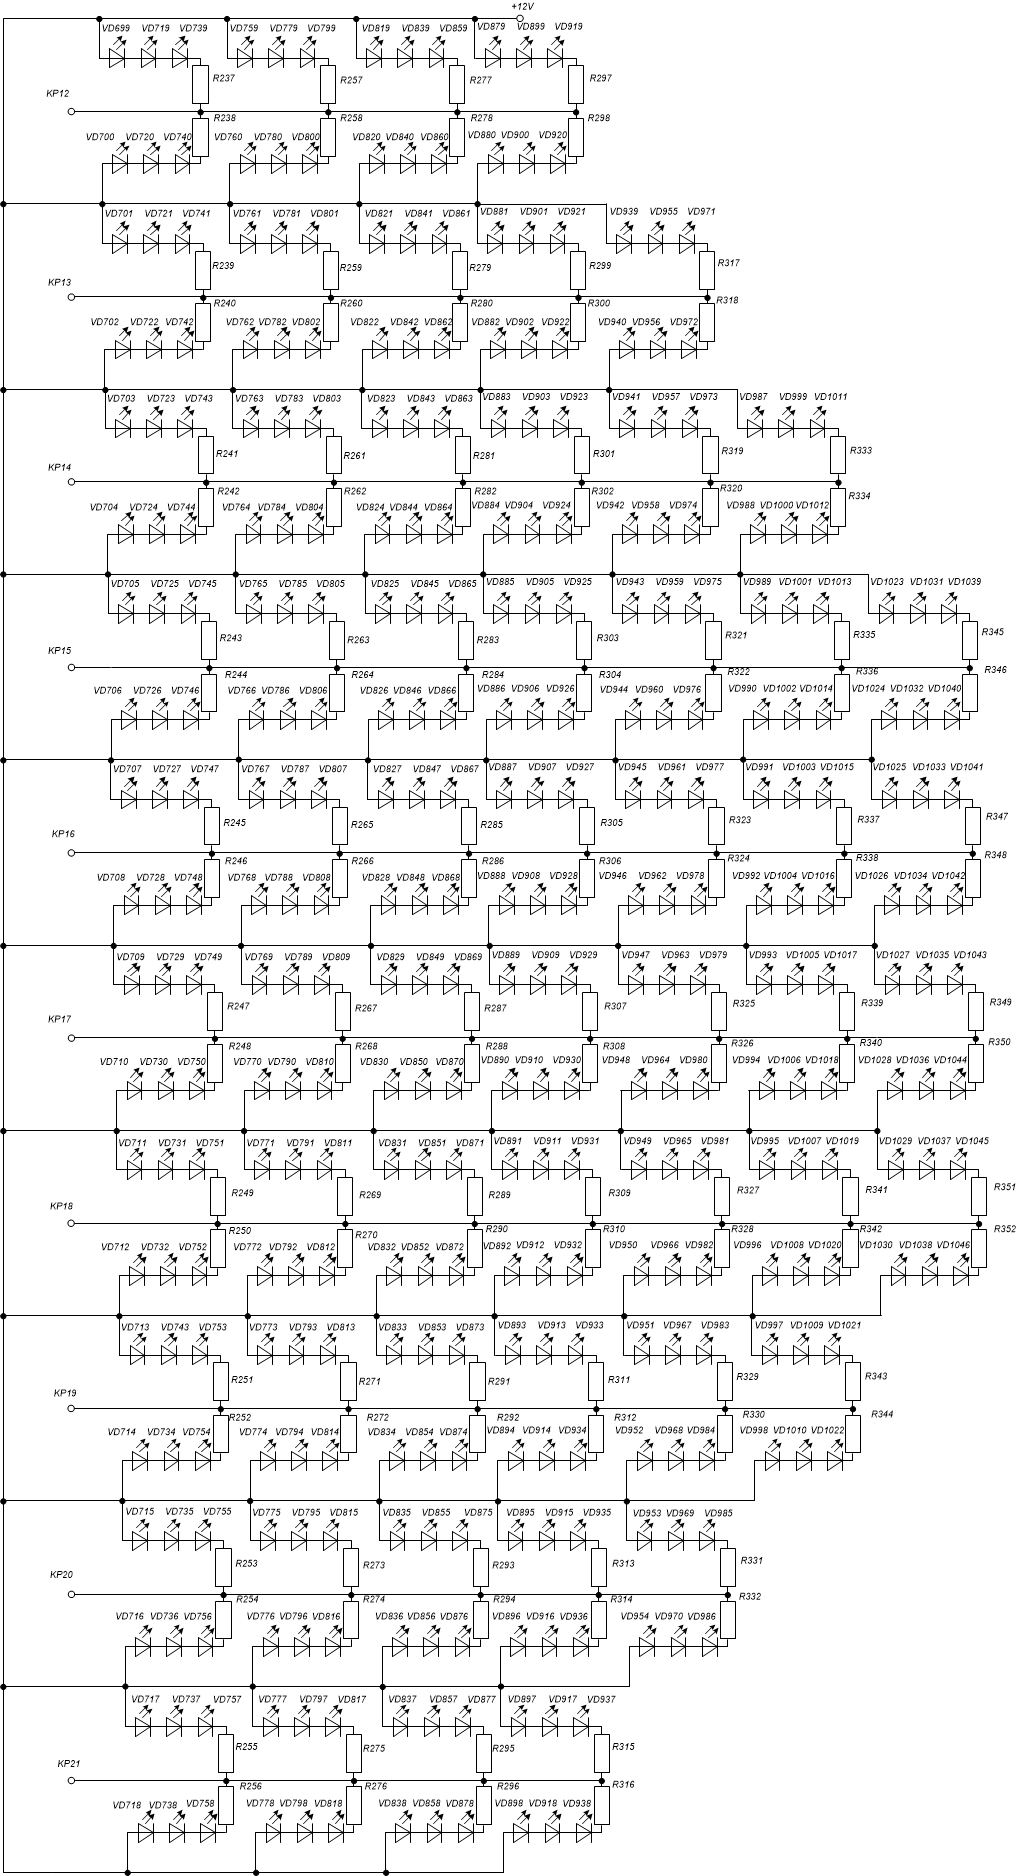 +12V
VD699 VD719 VD739 VD759 VD779 VD799 VD819 VD839 VD859 VD879 VD899 VD919
R237 R257 R277 R297
KP12
R238 R258 R278 R298
VD700 VD720 VD740 VD760 VD780 VD800 VD820 VD840 VD860 VD880 VD900 VD920
VD701 VD721 VD741 VD761 VD781 VD801 VD821 VD841 VD861 VD881 VD901 VD921 VD939 VD955 VD971
R239 R259 R279 R299 R317
KP13
R240 R260 R280 R300 R318
VD702 VD722 VD742 VD762 VD782 VD802 VD822 VD842 VD862 VD882 VD902 VD922 VD940 VD956 VD972
VD703 VD723 VD743 VD763 VD783 VD803 VD823 VD843 VD863 VD883 VD903 VD923 VD941 VD957 VD973 VD987 VD999 VD1011
R241 R261 R281 R301 R319 R333
KP14
R242 R262 R282 R302 R320 R334
VD704 VD724 VD744 VD764 VD784 VD804 VD824 VD844 VD864 VD884 VD904 VD924 VD942 VD958 VD974 VD988 VD1000 VD1012
VD705 VD725 VD745 VD765 VD785 VD805 VD825 VD845 VD865 VD885 VD905 VD925 VD943 VD959 VD975 VD989 VD1001 VD1013 VD1023 VD1031 VD1039
R243 R263 R283 R303 R321 R335 R345
KP15
R244 R264 R284 R304 R322 R336 R346
VD706 VD726 VD746 VD766 VD786 VD806 VD826 VD846 VD866 VD886 VD906 VD926 VD944 VD960 VD976 VD990 VD1002 VD1014 VD1024 VD1032 VD1040
VD707 VD727 VD747 VD767 VD787 VD807 VD827 VD847 VD867 VD887 VD907 VD927 VD945 VD961 VD977 VD991 VD1003 VD1015 VD1025 VD1033 VD1041
R245 R265 R285 R305 R323 R337 R347
KP16
R246 R266 R286 R306 R324 R338 R348
VD708 VD728 VD748 VD768 VD788 VD808 VD828 VD848 VD868 VD888 VD908 VD928 VD946 VD962 VD978 VD992 VD1004 VD1016 VD1026 VD1034 VD1042
VD709 VD729 VD749 VD769 VD789 VD809 VD829 VD849 VD869 VD889 VD909 VD929 VD947 VD963 VD979 VD993 VD1005 VD1017 VD1027 VD1035 VD1043
R247 R267 R287 R307 R325 R339 R349
KP17
R248 R268 R288 R308 R326 R340 R350
VD710 VD730 VD750 VD770 VD790 VD810 VD830 VD850 VD870 VD890 VD910 VD930 VD948 VD964 VD980 VD994 VD1006 VD1018 VD1028 VD1036 VD1044
VD711 VD731 VD751 VD771 VD791 VD811 VD831 VD851 VD871 VD891 VD911 VD931 VD949 VD965 VD981 VD995 VD1007 VD1019 VD1029 VD1037 VD1045
R249 R269 R289 R309 R327 R341 R351
KP18
R250 R270 R290 R310 R328 R342 R352
VD712 VD732 VD752 VD772 VD792 VD812 VD832 VD852 VD872 VD892 VD912 VD932 VD950 VD966 VD982 VD996 VD1008 VD1020 VD1030 VD1038 VD1046
VD713 VD743 VD753 VD773 VD793 VD813 VD833 VD853 VD873 VD893 VD913 VD933 VD951 VD967 VD983 VD997 VD1009 VD1021
R251 R271 R291 R311 R329 R343
KP19
R252 R272 R292 R312 R330 R344
VD714 VD734 VD754 VD774 VD794 VD814 VD834 VD854 VD874 VD894 VD914 VD934 VD952 VD968 VD984 VD998 VD1010 VD1022
VD715 VD735 VD755 VD775 VD795 VD815 VD835 VD855 VD875 VD895 VD915 VD935 VD953 VD969 VD985
R253 R273 R293 R313 R331
KP20
R254 R274 R294 R314 R332
VD716 VD736 VD756 VD776 VD796 VD816 VD836 VD856 VD876 VD896 VD916 VD936 VD954 VD970 VD986
VD717 VD737 VD757 VD777 VD797 VD817 VD837 VD857 VD877 VD897 VD917 VD937
R255 R275 R295 R315
KP21
R256 R276 R296 R316
VD718 VD738 VD758 VD778 VD798 VD818 VD838 VD858 VD878 VD898 VD918 VD938